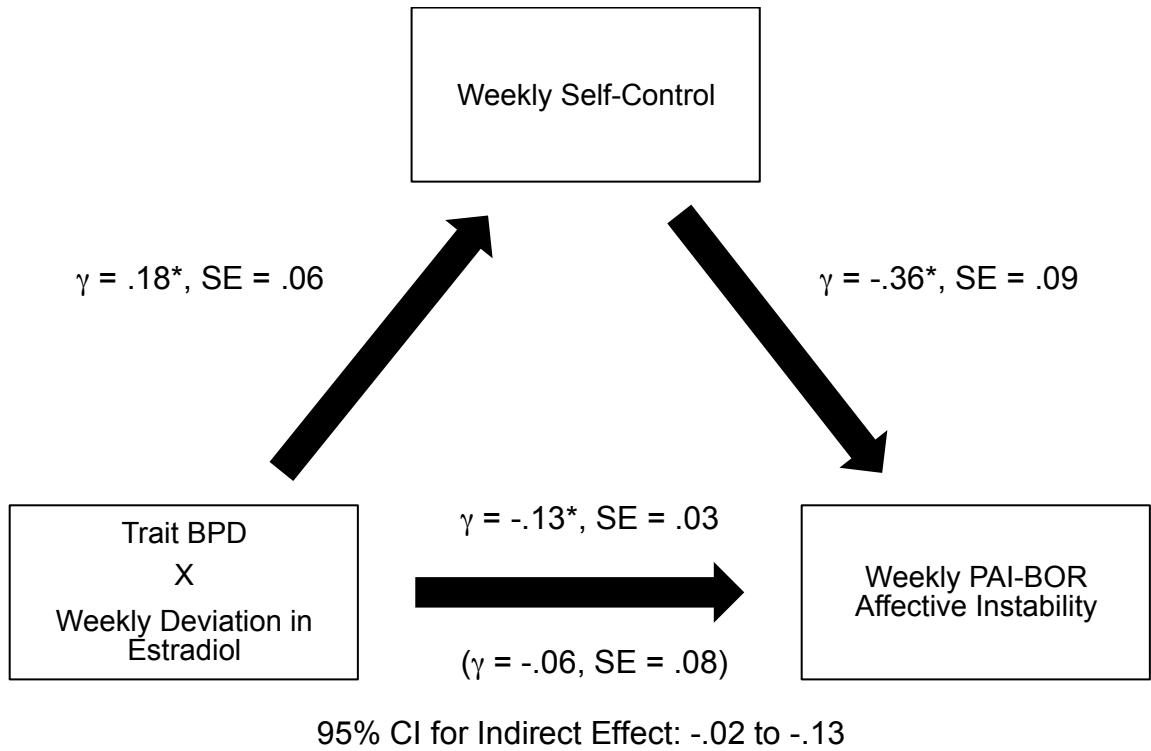 Weekly Self-Control
γ = .18*, SE = .06
γ = -.36*, SE = .09
Trait BPD
X
Weekly Deviation in
Estradiol
γ = -.13*, SE = .03
(γ = -.06, SE = .08)
Weekly PAI-BOR
Affective Instability
95% CI for Indirect Effect: -.02 to -.13